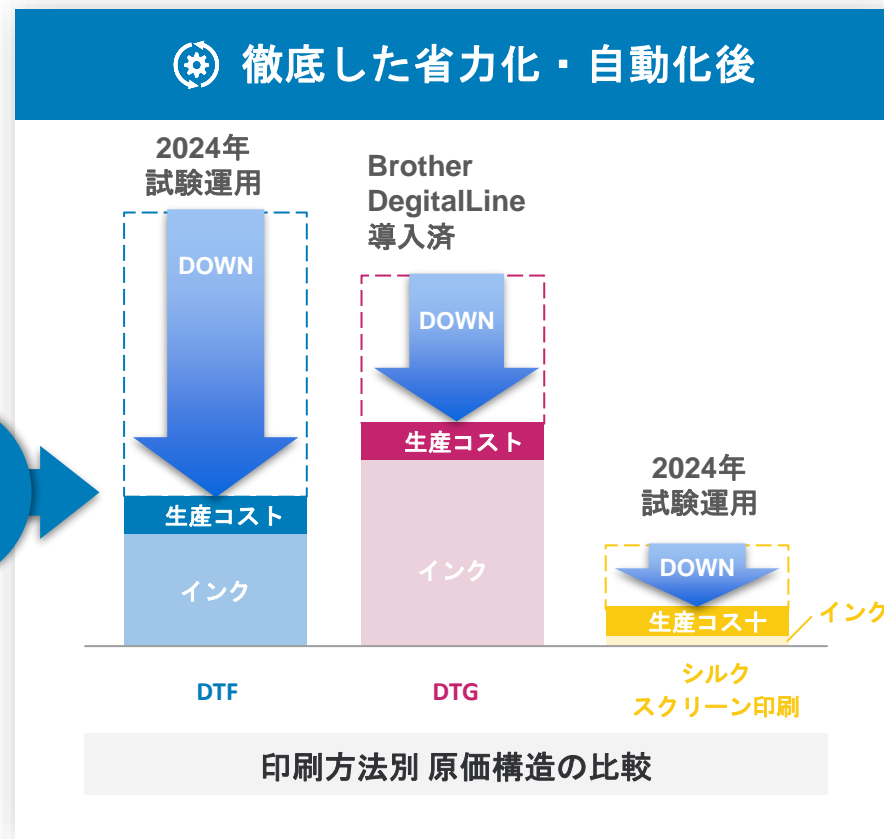 徹底した省力化・自動化後
2024年
試験運用
DOWN
生産コスト
インク
DTF
Brother
DegitalLine
導入済
DOWN
生産コスト
インク
DTG
2024年
試験運用
DOWN
生産コスト
インク
シルク
スクリーン印刷
印刷方法別 原価構造の比較